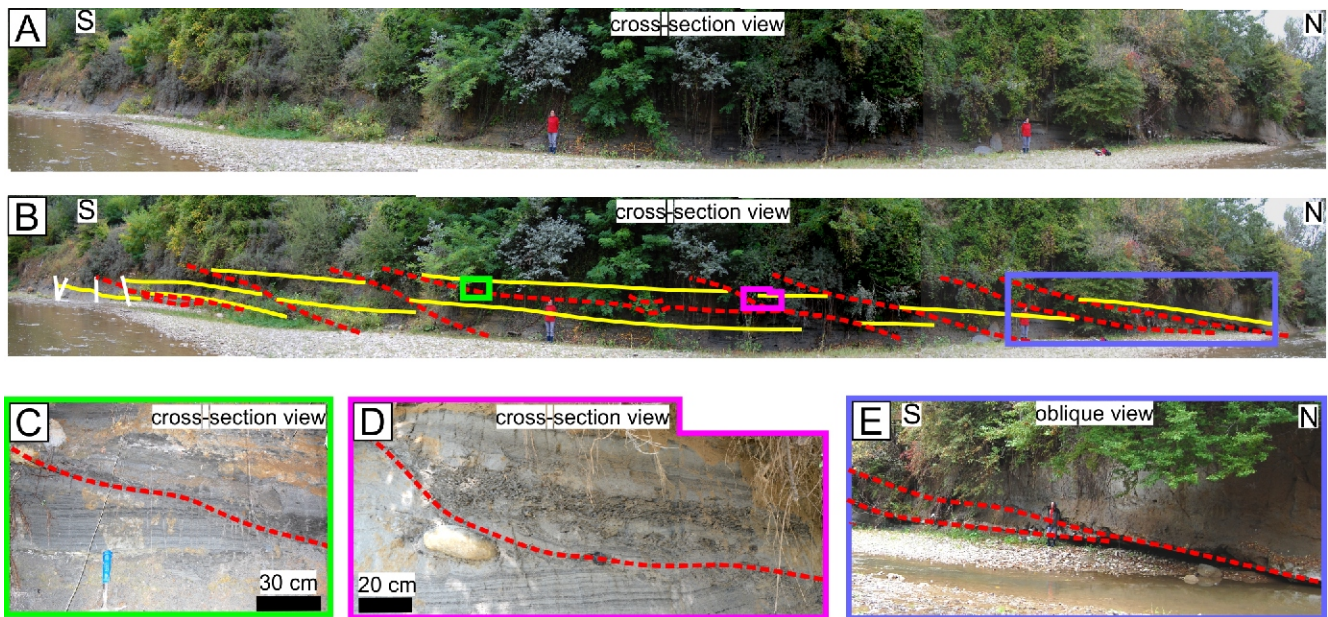 A S cross-section view N
B S cross-section view N
C cross-section view
30 cm
D cross-section view
20 cm
E S oblique view N